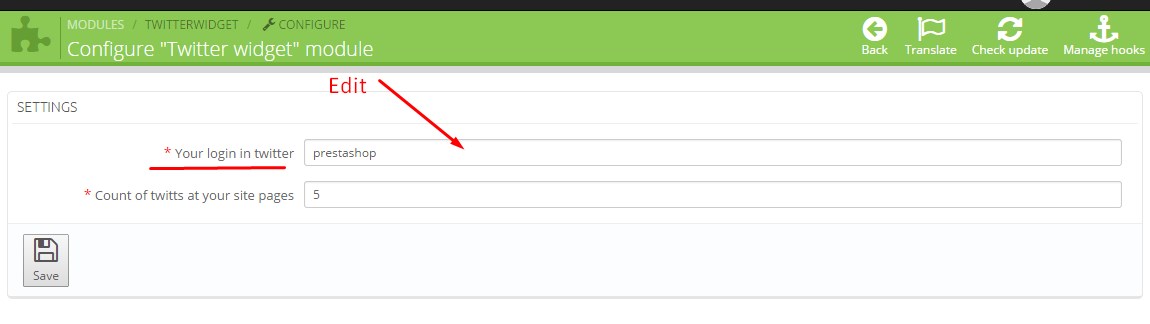 MODULES / TWITTERWIDGET / CONFIGURE
Configure "Twitter widget" module
Back
Translate
Check update
Manage hooks
Edit
SETTINGS
* Your login in twitter
prestashop
* Count of twitts at your site pages
5
Save